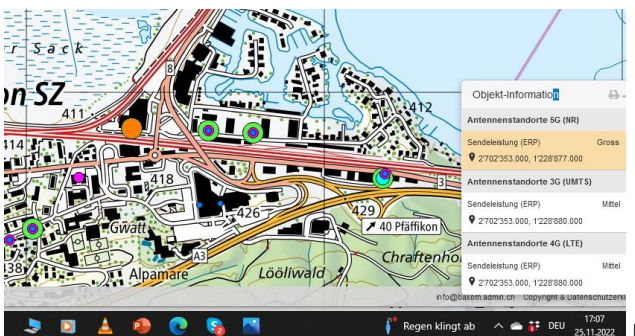 r Sack
on SZ
411
8
412
414
418
426
429
3
Gwatt
40 Pfäffikon
A3
438
Alpamare
Lööliwald
Chraftenho
Objekt-Information
Antennenstandorte 5G (NR)
Sendeleistung (ERP) Gross
2'702'353.000, 1'228'877.000
Antennenstandorte 3G (UMTS)
Sendeleistung (ERP) Mittel
2'702'353.000, 1'228'880.000
Antennenstandorte 4G (LTE)
Sendeleistung (ERP) Mittel
2'702'353.000, 1'228'880.000
info@bakom.admin.ch Copyright & Datenschutzerkl
Regen klingt ab
DEU
17:07
25.11.2022